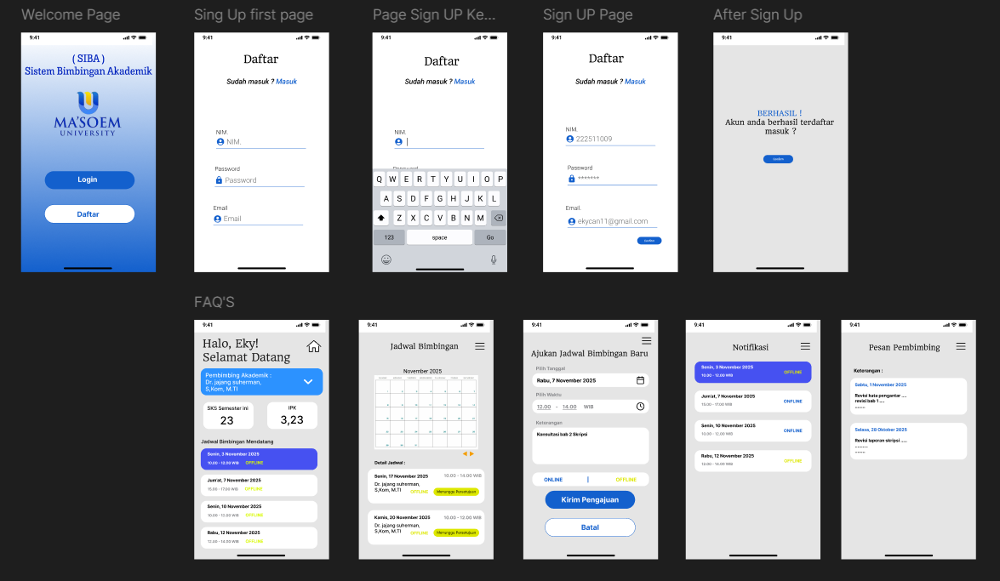 Welcome Page
Sing Up first page
Page Sign UP Ke...
Sign UP Page
After Sign Up
9:41
( SIBA )
Sistem Bimbingan Akademik
MA'SOEM
UNIVERSITY
Login
Daftar
9:41
Daftar
Sudah masuk ? Masuk
NIM.
NIM.
Password
Password
Email
Email
9:41
Daftar
Sudah masuk ? Masuk
NIM.
Q W E R T Y U I O P
A S D F G H J K L
Z X C V B N M
123 space Go
9:41
Daftar
Sudah masuk ? Masuk
NIM.
222511009
Password
*******
Email.
ekycan11@gmail.com
Confirm
9:41
BERHASIL !
Akun anda berhasil terdaftar
masuk ?
Confirm
FAQ'S
9:41
Halo, Eky!
Selamat Datang
Pembimbing Akademik :
Dr. jajang suherman,
S,Kom, M.TI
SKS Semester ini
23
IPK
3,23
Jadwal Bimbingan Mendatang
Senin, 3 November 2025
10.00 - 12.00 WIB OFFLINE
Jum'at, 7 November 2025
15.00 - 17.00 WIB OFFLINE
Senin, 10 November 2025
10.00 - 12.00 WIB OFFLINE
Rabu, 12 November 2025
12.00 - 14.00 WIB OFFLINE
9:41
Jadwal Bimbingan
November 2025
Detail Jadwal :
Senin, 17 November 2025 10.00 - 14.00 WIB
Dr. jajang suherman,
S,Kom, M.TI OFFLINE Menunggu Persetujuan
Kamis, 20 November 2025 10.00 - 12.00 WIB
Dr. jajang suherman,
S,Kom, M.TI OFFLINE Menunggu Persetujuan
9:41
Ajukan Jadwal Bimbingan Baru
Pilih Tanggal
Rabu, 7 November 2025
Pilih Waktu
12.00 - 14.00 WIB
Keterangan
Konsultasi bab 2 Skripsi
ONLINE | OFFLINE
Kirim Pengajuan
Batal
9:41
Notifikasi
Senin, 3 November 2025
10.00 - 12.00 WIB OFFLINE
Jum'at, 7 November 2025
15.00 - 17.00 WIB ONFLINE
Senin, 10 November 2025
10.00 - 12.00 WIB ONFLINE
Rabu, 12 November 2025
12.00 - 14.00 WIB OFFLINE
9:41
Pesan Pembimbing
Keterangan :
Sabtu, 1 November 2025
Revisi kata pengantar ....
revisi bab 1 ....
.......
Selasa, 28 Oktober 2025
Revisi laporan skripsi .....
.......
.......